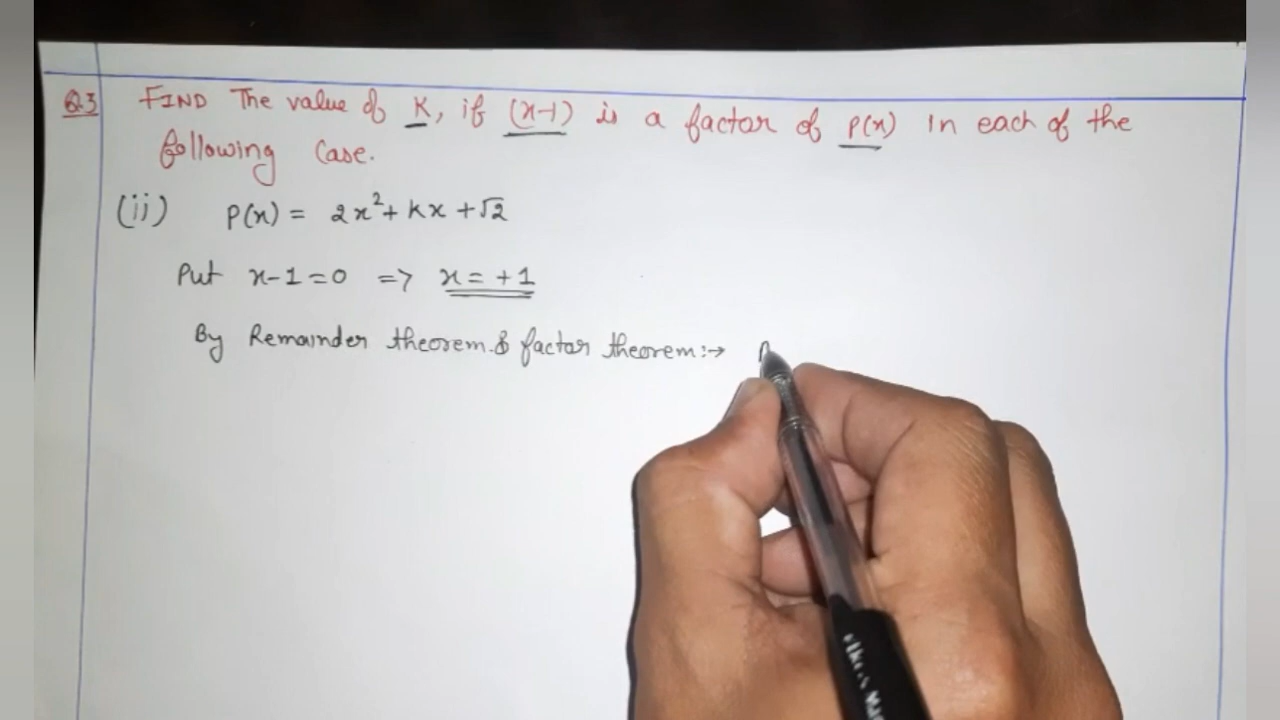 Q3 FIND The value of K, if (x-1) is a factor of P(x) in each of the
following Case.
(ii) P(x) = 2x²+ Kx +√2
Put x-1=0 => x= +1
By Remainder theorem & factor theorem:→